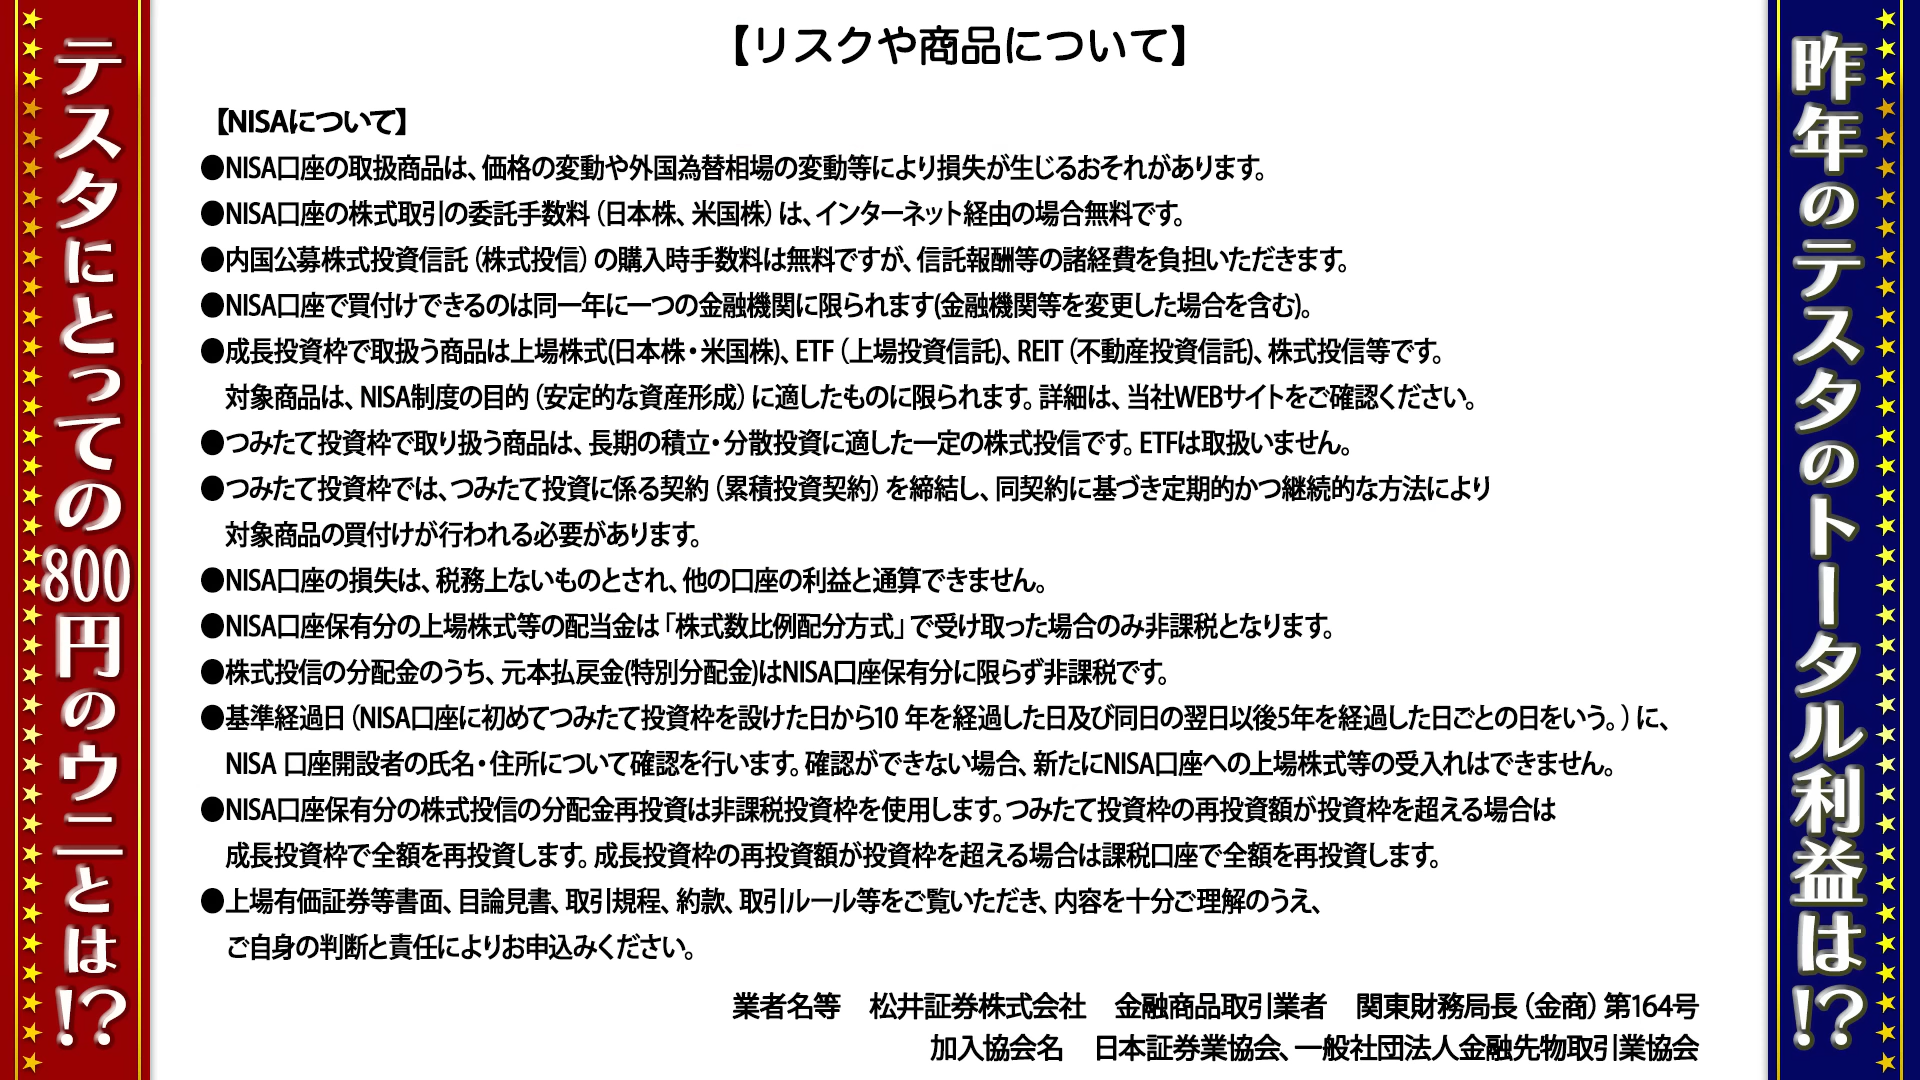 【リスクや商品について】
【NISAについて】
●NISA口座の取扱商品は、価格の変動や外国為替相場の変動等により損失が生じるおそれがあります。
●NISA口座の株式取引の委託手数料（日本株、米国株）は、インターネット経由の場合無料です。
●内国公募株式投資信託（株式投信）の購入時手数料は無料ですが、信託報酬等の諸経費を負担いただきます。
●NISA口座で買付けできるのは同一年に一つの金融機関に限られます(金融機関等を変更した場合を含む)。
●成長投資枠で取扱う商品は上場株式(日本株・米国株)、ETF（上場投資信託)、REIT（不動産投資信託)、株式投信等です。
対象商品は、NISA制度の目的（安定的な資産形成）に適したものに限られます。詳細は、当社WEBサイトをご確認ください。
●つみたて投資枠で取り扱う商品は、長期の積立・分散投資に適した一定の株式投信です。ETFは取扱いません。
●つみたて投資枠では、つみたて投資に係る契約（累積投資契約）を締結し、同契約に基づき定期的かつ継続的な方法により
対象商品の買付けが行われる必要があります。
●NISA口座の損失は、税務上ないものとされ、他の口座の利益と通算できません。
●NISA口座保有分の上場株式等の配当金は「株式数比例配分方式」で受け取った場合のみ非課税となります。
●株式投信の分配金のうち、元本払戻金(特別分配金)はNISA口座保有分に限らず非課税です。
●基準経過日（NISA口座に初めてつみたて投資枠を設けた日から10 年を経過した日及び同日の翌日以後5年を経過した日ごとの日をいう。）に、
NISA 口座開設者の氏名・住所について確認を行います。確認ができない場合、新たにNISA口座への上場株式等の受入れはできません。
●NISA口座保有分の株式投信の分配金再投資は非課税投資枠を使用します。つみたて投資枠の再投資額が投資枠を超える場合は
成長投資枠で全額を再投資します。成長投資枠の再投資額が投資枠を超える場合は課税口座で全額を再投資します。
●上場有価証券等書面、目論見書、取引規程、約款、取引ルール等をご覧いただき、内容を十分ご理解のうえ、
ご自身の判断と責任によりお申込みください。
業者名等　松井証券株式会社　金融商品取引業者　関東財務局長（金商）第164号
加入協会名　日本証券業協会、一般社団法人金融先物取引業協会
昨年のテスタのトータル利益は!?
テスタにとっての800円のウニとは!?